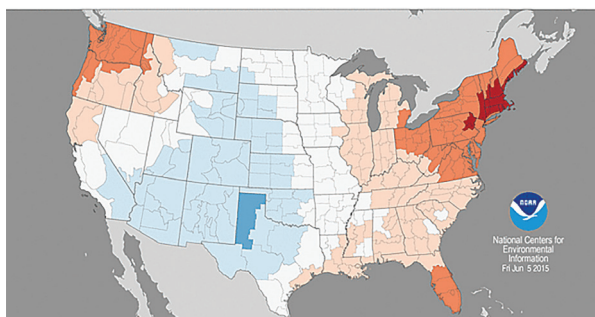 NOAA
National Centers for
Environmental
Information
Fri Jun 5 2015